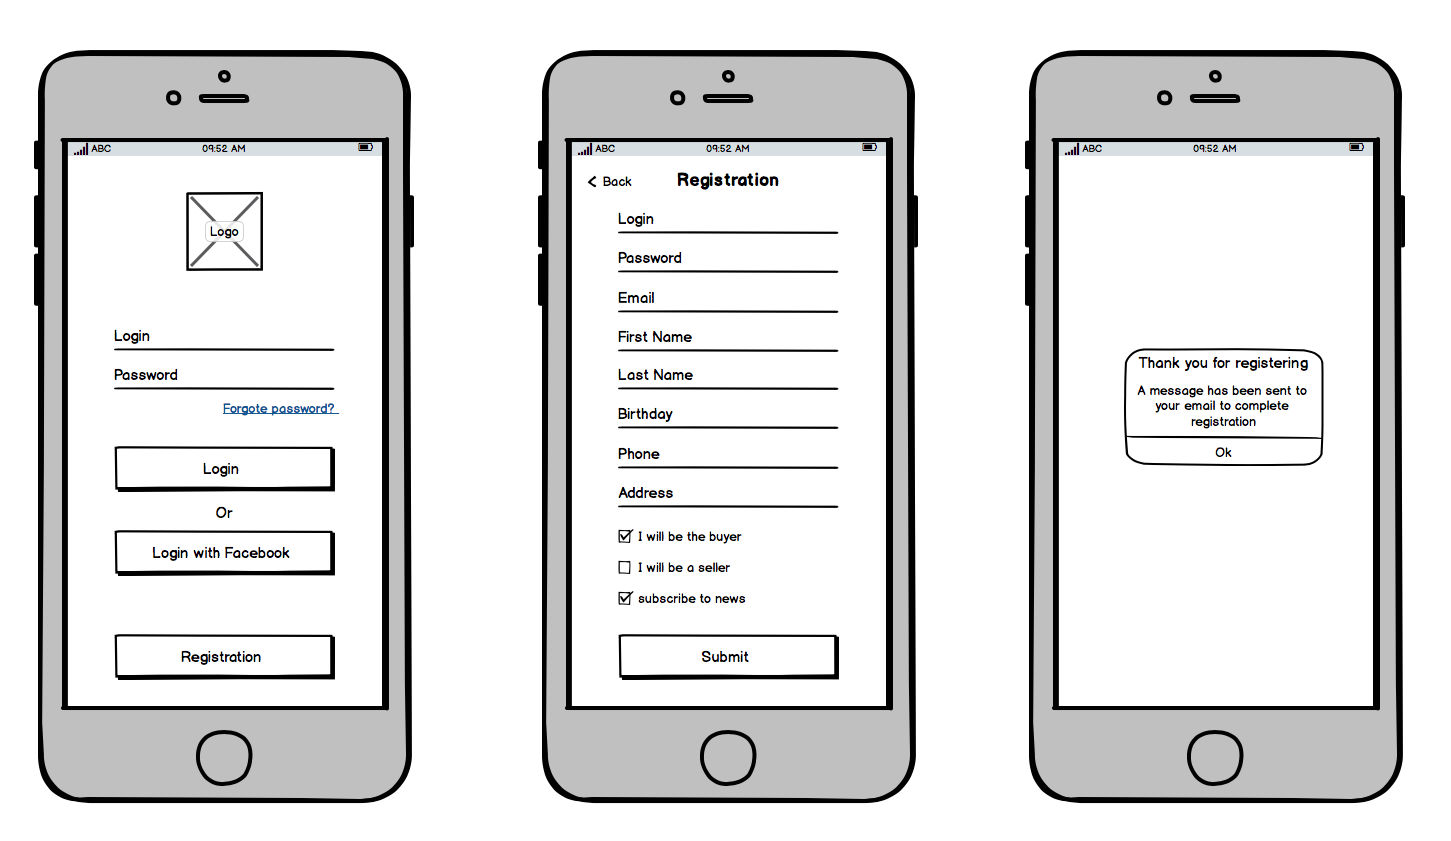 ABC 09:52 AM
Logo
Login
Password
Forgote password?
Login
Or
Login with Facebook
Registration
ABC 09:52 AM
< Back Registration
Login
Password
Email
First Name
Last Name
Birthday
Phone
Address
I will be the buyer
I will be a seller
subscribe to news
Submit
ABC 09:52 AM
Thank you for registering
A message has been sent to
your email to complete
registration
Ok